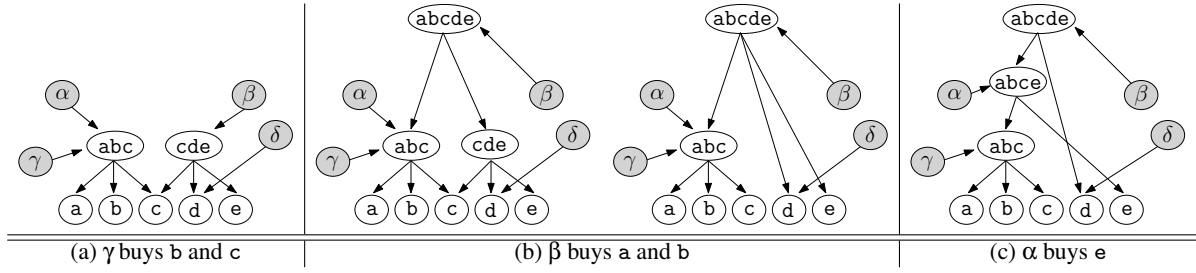 abcde
abcde
abcde
abce
α
β
α
β
α
β
α
β
γ
abc
cde
δ
γ
abc
cde
δ
γ
abc
δ
γ
abc
δ
a b c d e
a b c d e
a b c d e
a b c d e
(a) γ buys b and c
(b) β buys a and b
(c) α buys e